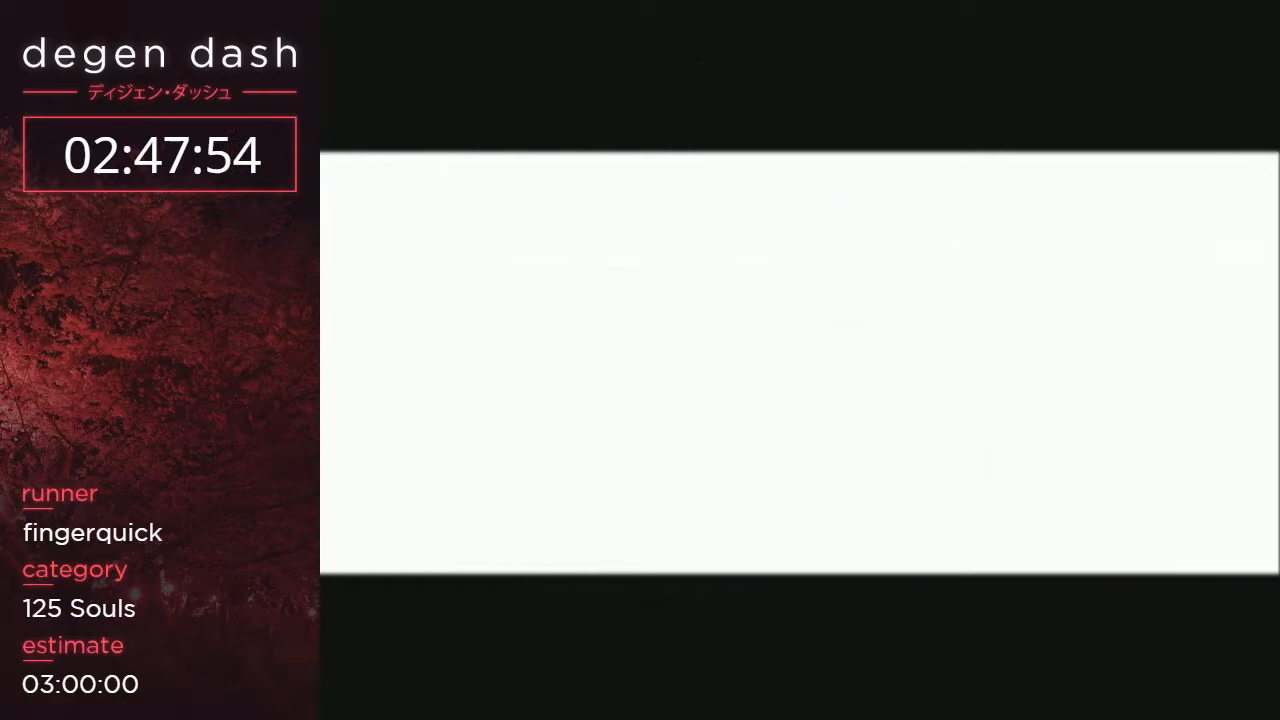 degen dash
ディジェン・ダッシュ
02:47:54
runner
fingerquick
category
125 Souls
estimate
03:00:00